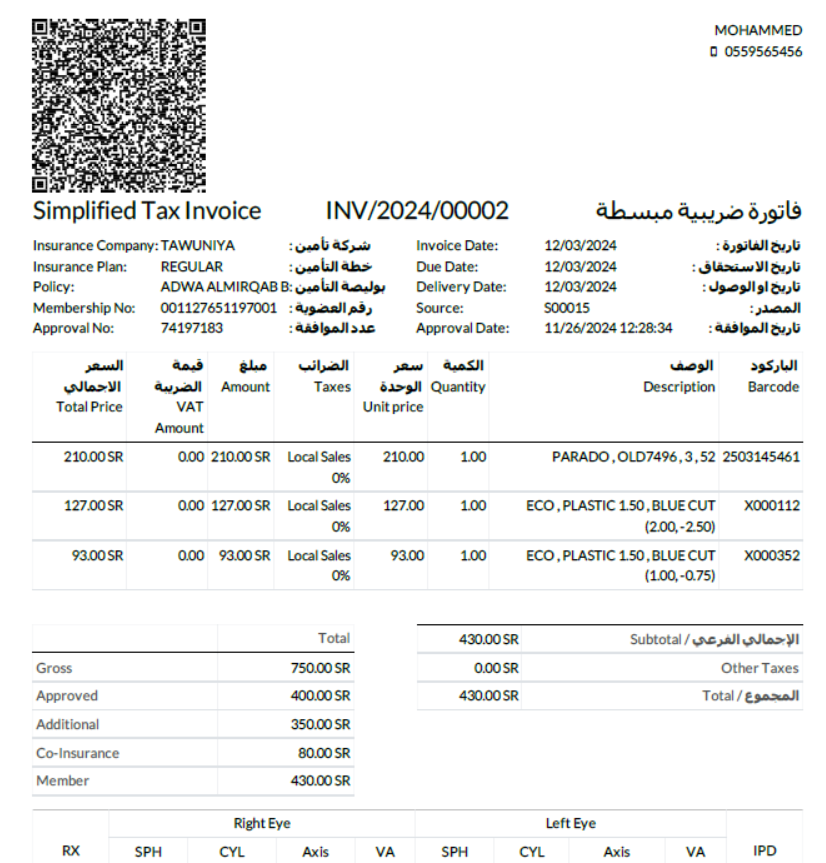 MOHAMMED
0559565456
Simplified Tax Invoice INV/2024/00002 فاتورة ضريبية مبسطة
Insurance Company: TAWUNIYA شركة تأمين : Invoice Date: 12/03/2024 تاريخ الفاتورة :
Insurance Plan: REGULAR خطة التأمين : Due Date: 12/03/2024 تاريخ الاستحقاق :
Policy: ADWA ALMIRQAB B بوليصة التأمين : Delivery Date: 12/03/2024 تاريخ او الوصول :
Membership No: 001127651197001 رقم العضوية : Source: S00015 المصدر :
Approval No: 74197183 عدد الموافقة : Approval Date: 11/26/2024 12:28:34 تاريخ الموافقة :
السعر قيمة مبلغ الضرائب سعر الكمية الوصف الباركود
الاجمالي الضريبة Amount Taxes الوحدة Quantity Description Barcode
Total Price VAT Unit price
Amount
210.00 SR 0.00 210.00 SR Local Sales 210.00 1.00 PARADO , OLD7496 , 3 , 52 2503145461
0%
127.00 SR 0.00 127.00 SR Local Sales 127.00 1.00 ECO , PLASTIC 1.50 , BLUE CUT X000112
0% (2.00, -2.50)
93.00 SR 0.00 93.00 SR Local Sales 93.00 1.00 ECO , PLASTIC 1.50 , BLUE CUT X000352
0% (1.00, -0.75)
Total
Gross 750.00 SR
Approved 400.00 SR
Additional 350.00 SR
Co-Insurance 80.00 SR
Member 430.00 SR
430.00 SR Subtotal / الإجمالي الفرعي
0.00 SR Other Taxes
430.00 SR Total / المجموع
Right Eye Left Eye
RX SPH CYL Axis VA SPH CYL Axis VA IPD